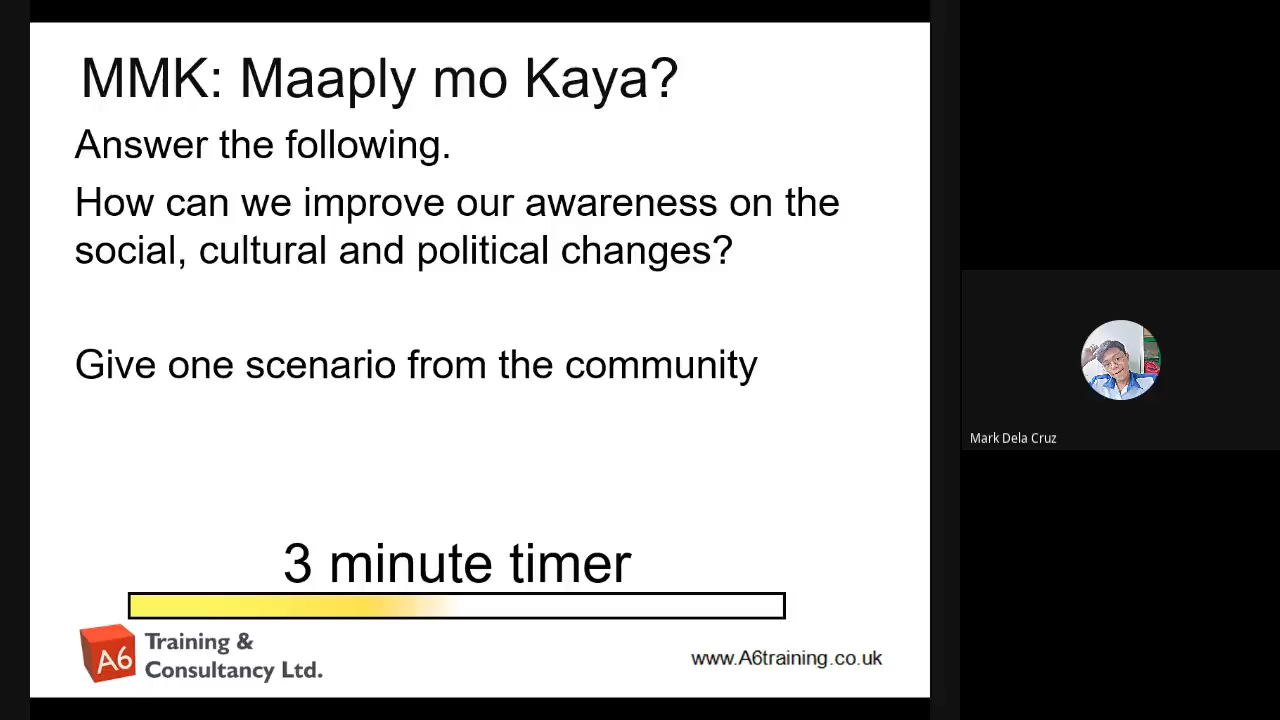 MMK: Maaply mo Kaya?
Answer the following.
How can we improve our awareness on the
social, cultural and political changes?
Give one scenario from the community
3 minute timer
A6 Training &
Consultancy Ltd.
www.A6training.co.uk
Mark Dela Cruz